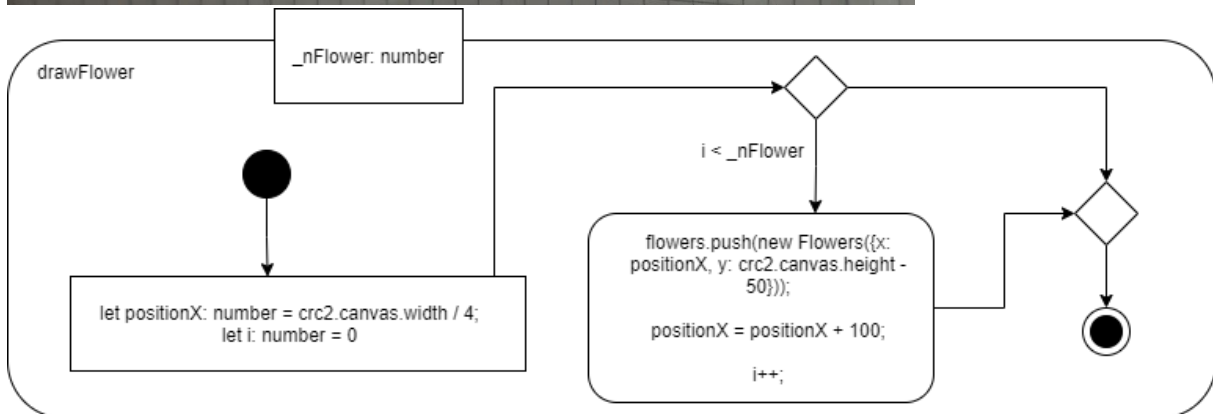 _nFlower: number
drawFlower
i < _nFlower
let positionX: number = crc2.canvas.width / 4;
let i: number = 0
flowers.push(new Flowers({x:
positionX, y: crc2.canvas.height -
50}));
positionX = positionX + 100;
i++;